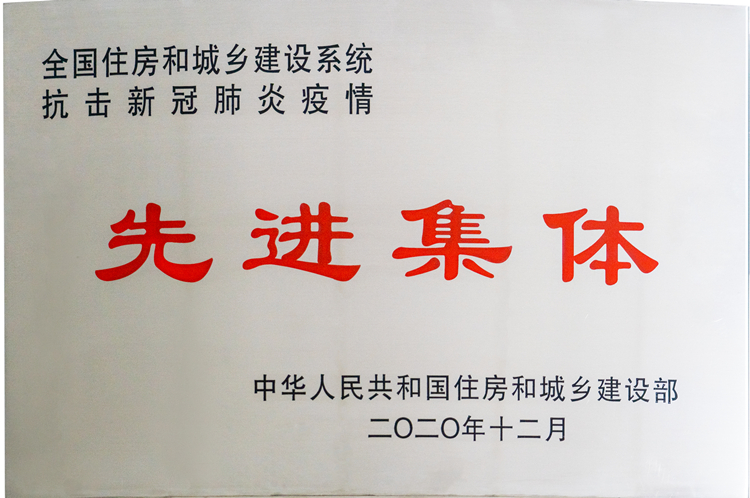 全国住房和城乡建设系统
抗击新冠肺炎疫情
先进集体
中华人民共和国住房和城乡建设部
二〇二〇年十二月